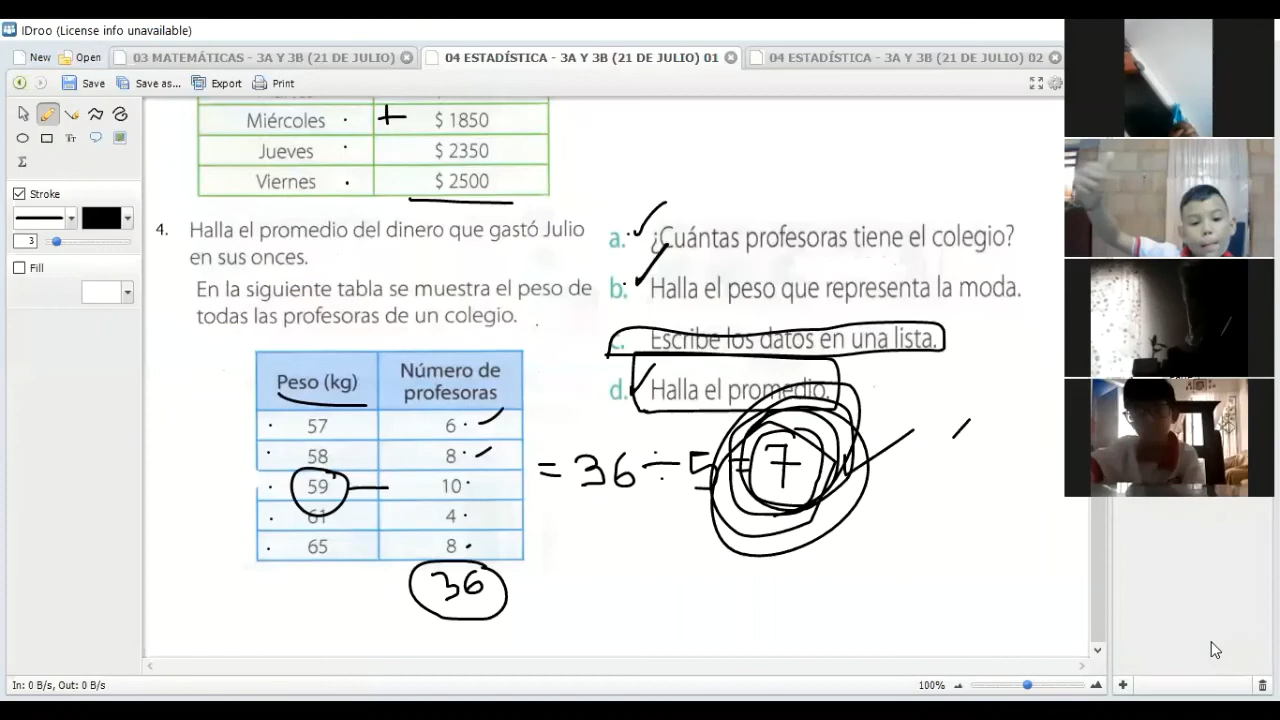 IDroo (License info unavailable)
New Open 03 MATEMÁTICAS - 3A Y 3B (21 DE JULIO) 04 ESTADÍSTICA - 3A Y 3B (21 DE JULIO) 01 04 ESTADÍSTICA - 3A Y 3B (21 DE JULIO) 02
Save Save as... Export Print
Miércoles + $ 1850
Jueves $ 2350
Viernes $ 2500
Stroke
3
Fill
4. Halla el promedio del dinero que gastó Julio
en sus onces.
En la siguiente tabla se muestra el peso de
todas las profesoras de un colegio.
Peso (kg) Número de profesoras
57 6
58 8
59 10
61 4
65 8
36
a. ¿Cuántas profesoras tiene el colegio?
b. Halla el peso que representa la moda.
c. Escribe los datos en una lista.
d. Halla el promedio.
= 36 ÷ 5 = 7
In: 0 B/s, Out: 0 B/s
100%